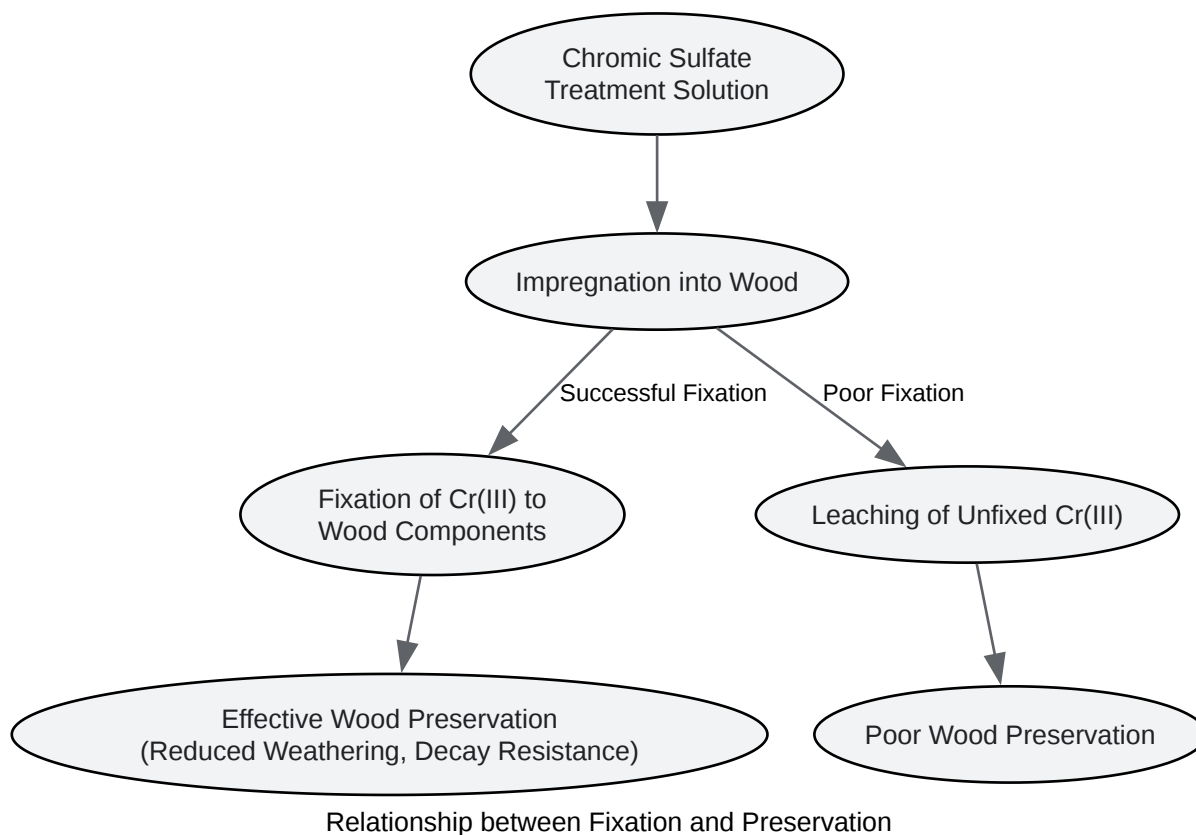 Chromic Sulfate
Treatment Solution
Impregnation into Wood
Successful Fixation
Poor Fixation
Fixation of Cr(III) to
Wood Components
Leaching of Unfixed Cr(III)
Effective Wood Preservation
(Reduced Weathering, Decay Resistance)
Poor Wood Preservation
Relationship between Fixation and Preservation